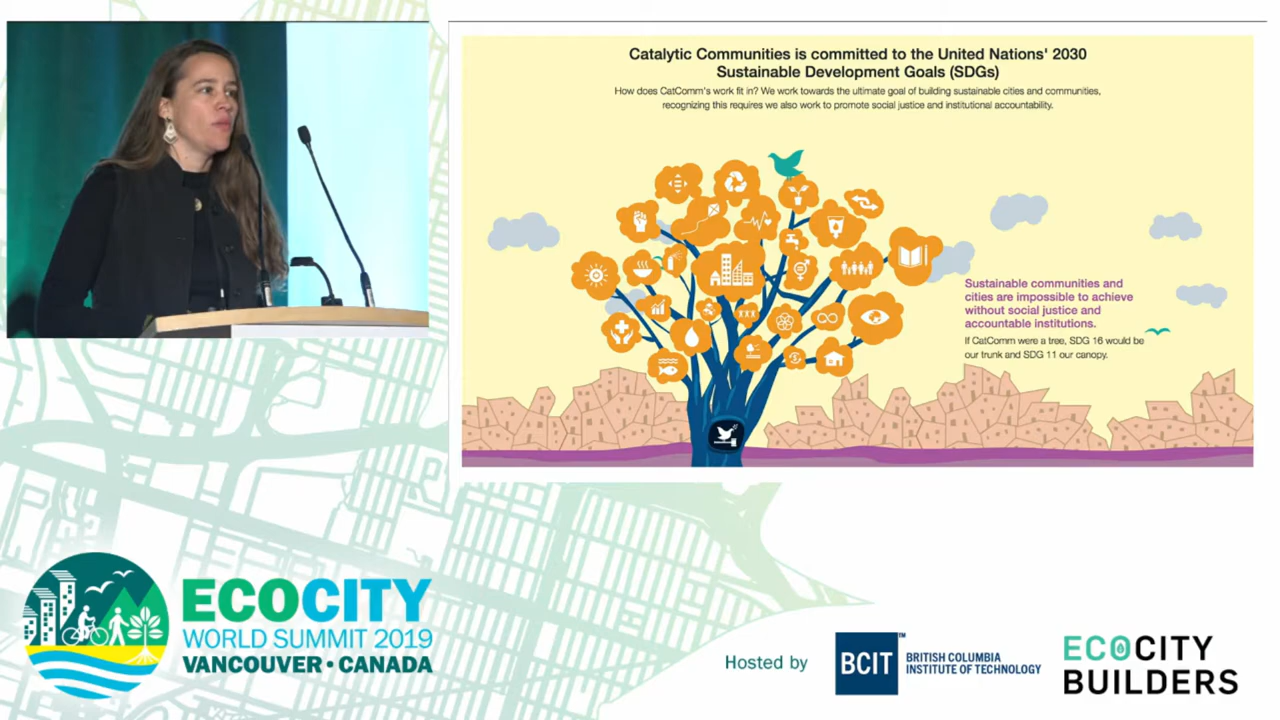 Catalytic Communities is committed to the United Nations' 2030
Sustainable Development Goals (SDGs)
How does CatComm's work fit in? We work towards the ultimate goal of building sustainable cities and communities,
recognizing this requires we also work to promote social justice and institutional accountability.
Sustainable communities and
cities are impossible to achieve
without social justice and
accountable institutions.
If CatComm were a tree, SDG 16 would be
our trunk and SDG 11 our canopy.
ECOCITY
WORLD SUMMIT 2019
VANCOUVER • CANADA
Hosted by
BCIT™
BRITISH COLUMBIA
INSTITUTE OF TECHNOLOGY
ECOCITY
BUILDERS